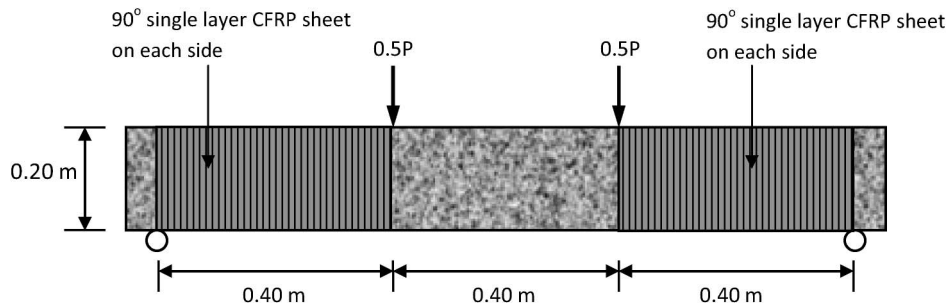 90° single layer CFRP sheet
on each side
0.5P
0.5P
90° single layer CFRP sheet
on each side
0.20 m
0.40 m
0.40 m
0.40 m